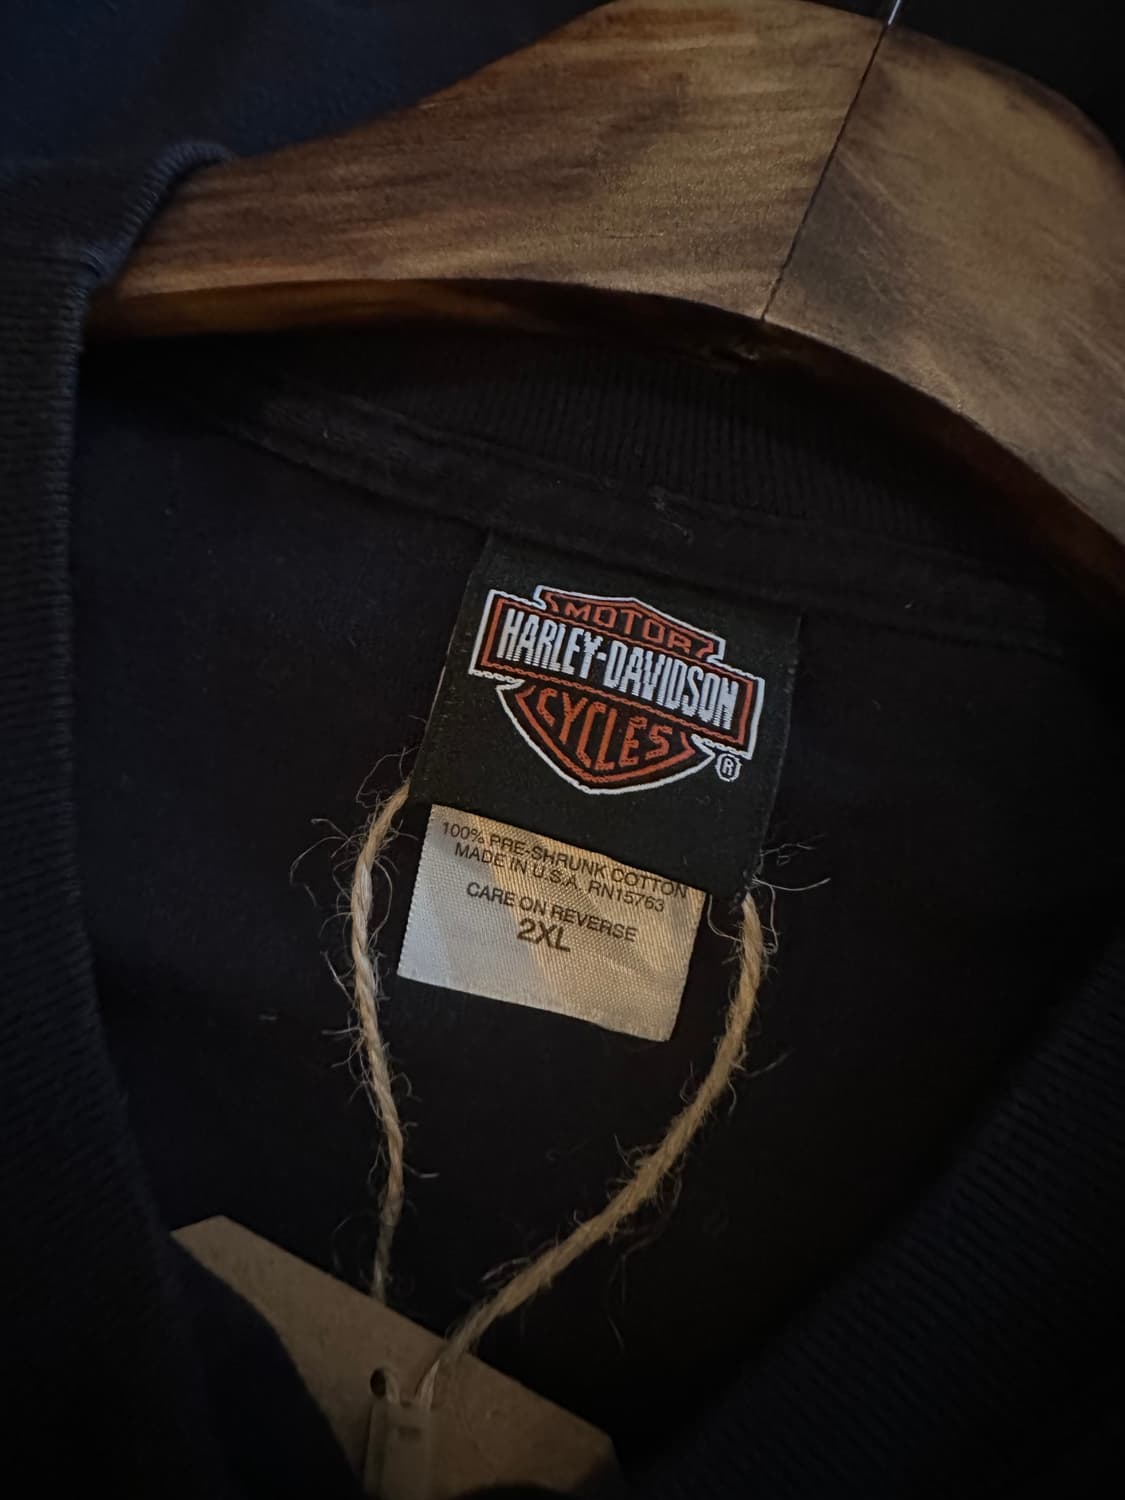 MOTOR
HARLEY-DAVIDSON
CYCLES
®
100% PRE-SHRUNK COTTON
MADE IN U.S.A. RN15763
CARE ON REVERSE
2XL